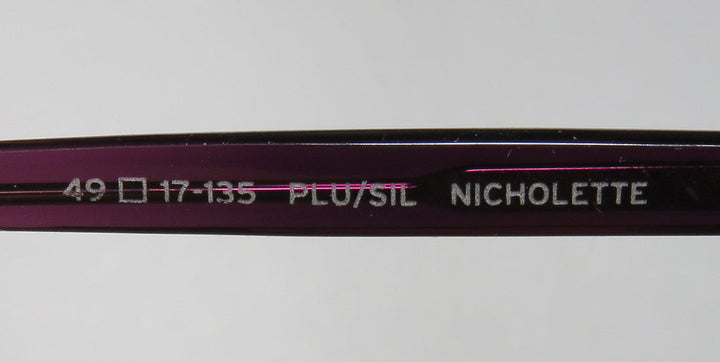 49 □ 17-135 PLU/SIL NICHOLETTE